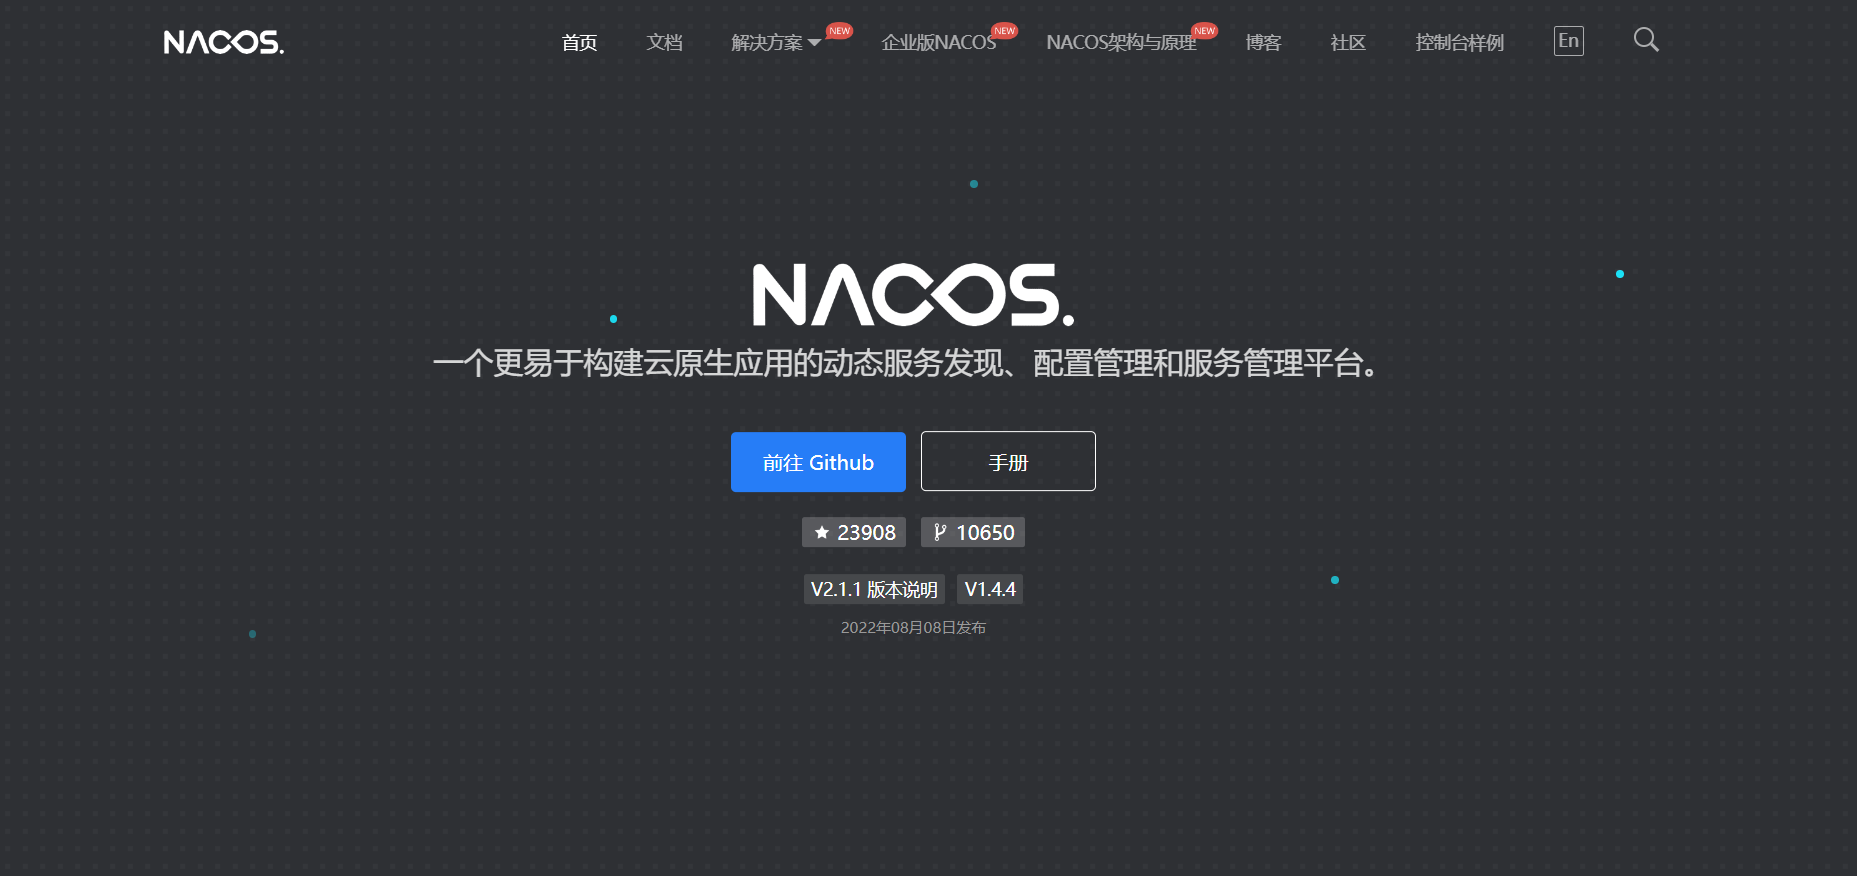 NACOS. 首页 文档 解决方案 NEW 企业版NACOS NEW NACOS架构与原理 NEW 博客 社区 控制台样例 En
NACOS.
一个更易于构建云原生应用的动态服务发现、配置管理和服务管理平台。
前往 Github 手册
23908 10650
V2.1.1 版本说明 V1.4.4
2022年08月08日发布